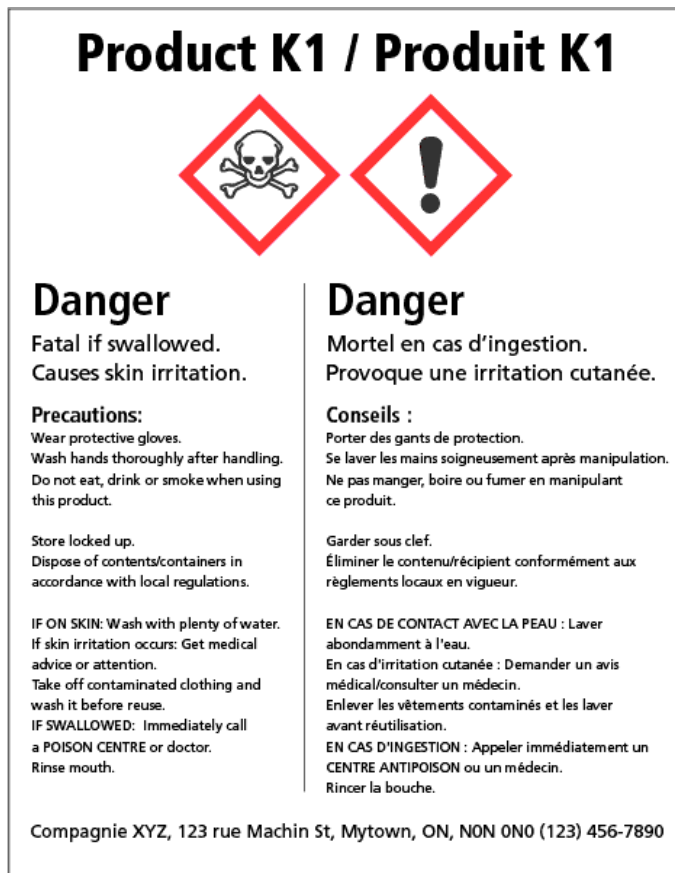 Product K1 / Produit K1
Danger
Fatal if swallowed.
Causes skin irritation.
Precautions:
Wear protective gloves.
Wash hands thoroughly after handling.
Do not eat, drink or smoke when using
this product.
Store locked up.
Dispose of contents/containers in
accordance with local regulations.
IF ON SKIN: Wash with plenty of water.
If skin irritation occurs: Get medical
advice or attention.
Take off contaminated clothing and
wash it before reuse.
IF SWALLOWED:  Immediately call
a POISON CENTRE or doctor.
Rinse mouth.
Danger
Mortel en cas d’ingestion.
Provoque une irritation cutanée.
Conseils :
Porter des gants de protection.
Se laver les mains soigneusement après manipulation.
Ne pas manger, boire ou fumer en manipulant
ce produit.
Garder sous clef.
Éliminer le contenu/récipient conformément aux
règlements locaux en vigueur.
EN CAS DE CONTACT AVEC LA PEAU : Laver
abondamment à l'eau.
En cas d'irritation cutanée : Demander un avis
médical/consulter un médecin.
Enlever les vêtements contaminés et les laver
avant réutilisation.
EN CAS D'INGESTION : Appeler immédiatement un
CENTRE ANTIPOISON ou un médecin.
Rincer la bouche.
Compagnie XYZ, 123 rue Machin St, Mytown, ON, N0N 0N0 (123) 456-7890